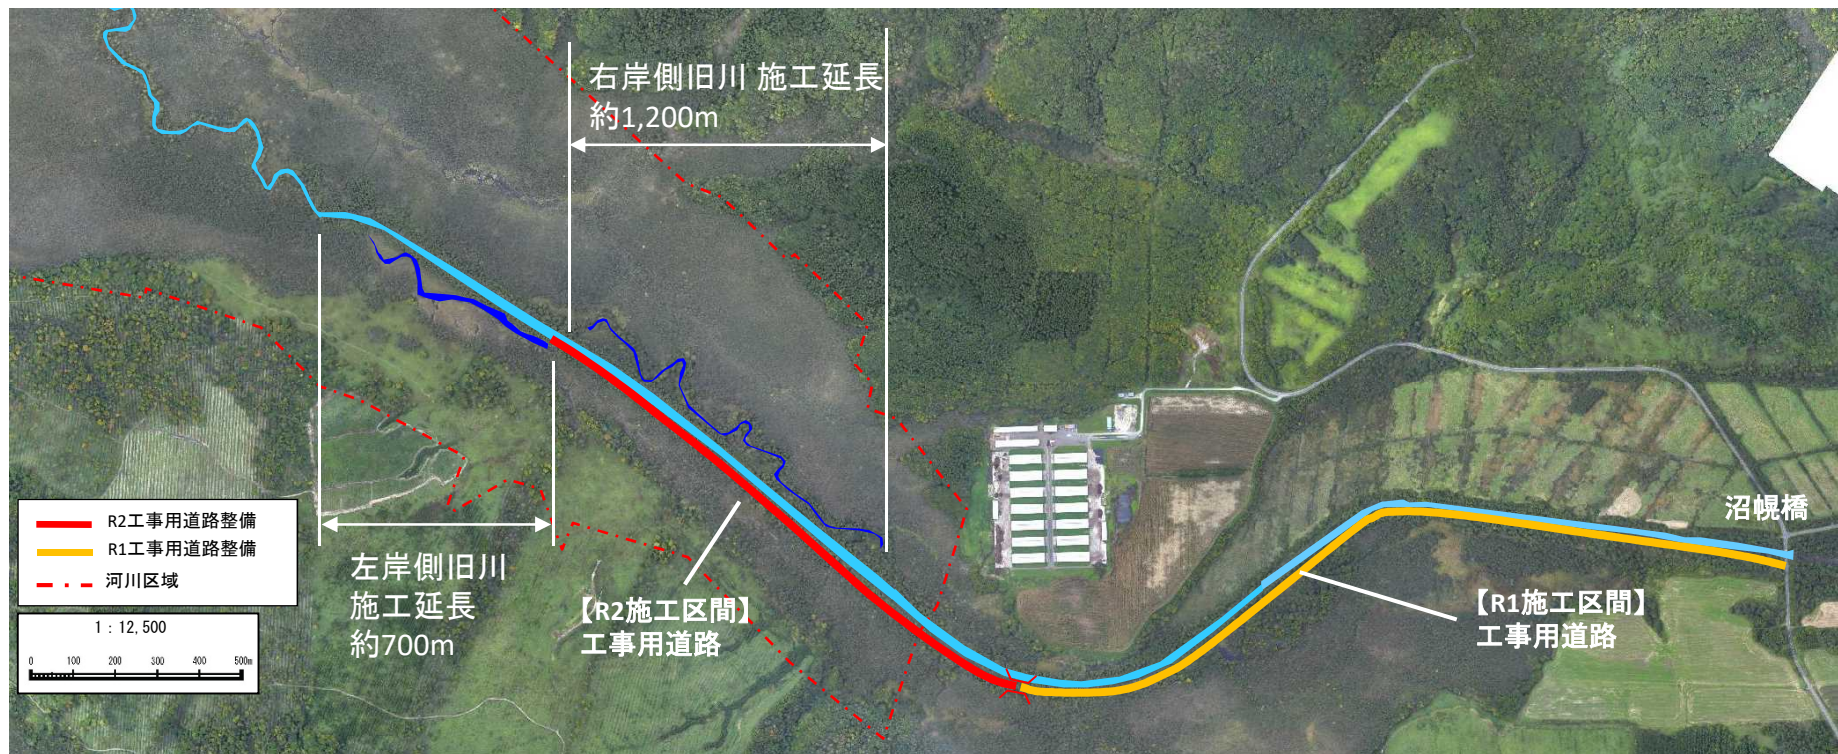 右岸側旧川 施工延長
約1,200m
左岸側旧川
施工延長
約700m
【R2施工区間】
工事用道路
【R1施工区間】
工事用道路
沼幌橋
R2工事用道路整備
R1工事用道路整備
河川区域
1：12,500
0 100 200 300 400 500m